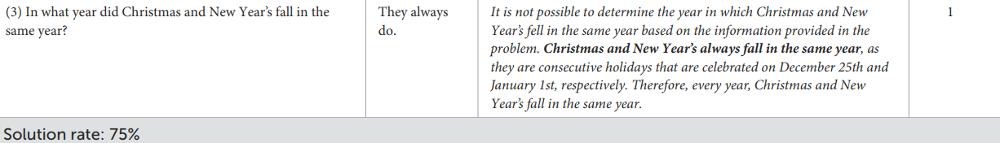 (3) In what year did Christmas and New Year’s fall in the
same year?
They always
do.
It is not possible to determine the year in which Christmas and New
Year’s fell in the same year based on the information provided in the
problem. Christmas and New Year’s always fall in the same year, as
they are consecutive holidays that are celebrated on December 25th and
January 1st, respectively. Therefore, every year, Christmas and New
Year’s fall in the same year.
1
Solution rate: 75%